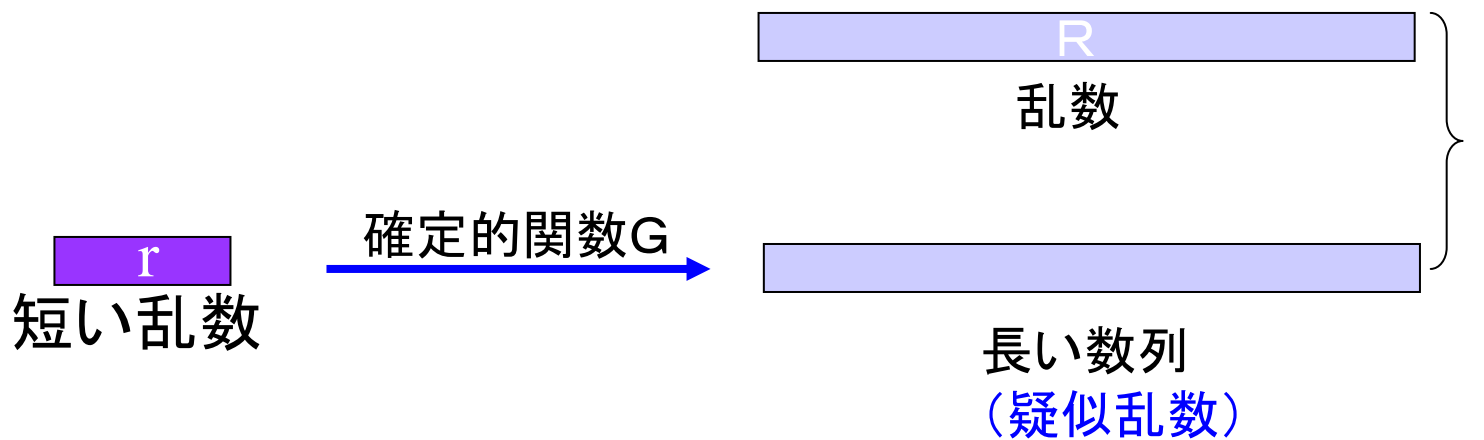 R
乱数
確定的関数G
r
短い乱数
長い数列
（疑似乱数）